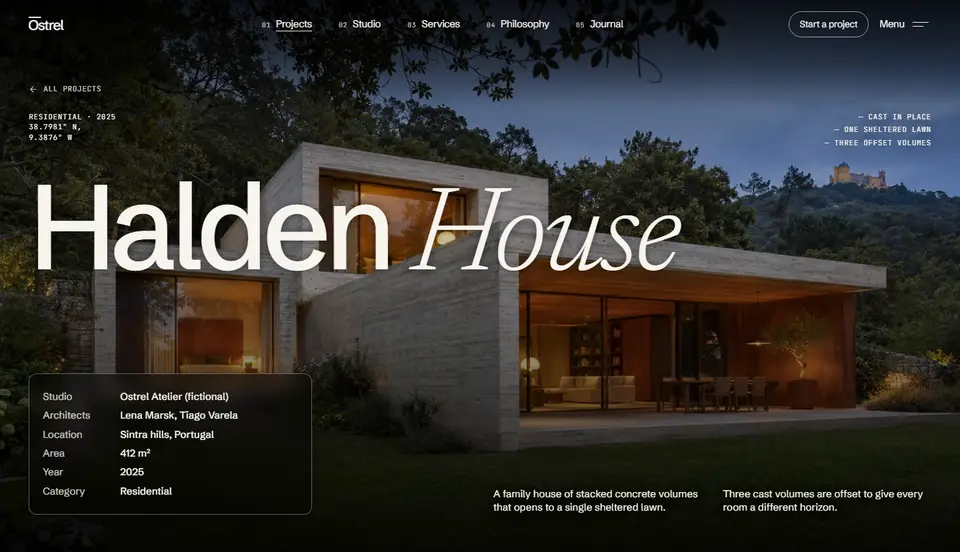 Ōstrel
01 Projects
02 Studio
03 Services
04 Philosophy
05 Journal
Start a project
Menu
← ALL PROJECTS
RESIDENTIAL · 2025
38.7981° N,
9.3876° W
— CAST IN PLACE
— ONE SHELTERED LAWN
— THREE OFFSET VOLUMES
Halden House
Studio Ostrel Atelier (fictional)
Architects Lena Marsk, Tiago Varela
Location Sintra hills, Portugal
Area 412 m²
Year 2025
Category Residential
A family house of stacked concrete volumes
that opens to a single sheltered lawn.
Three cast volumes are offset to give every
room a different horizon.